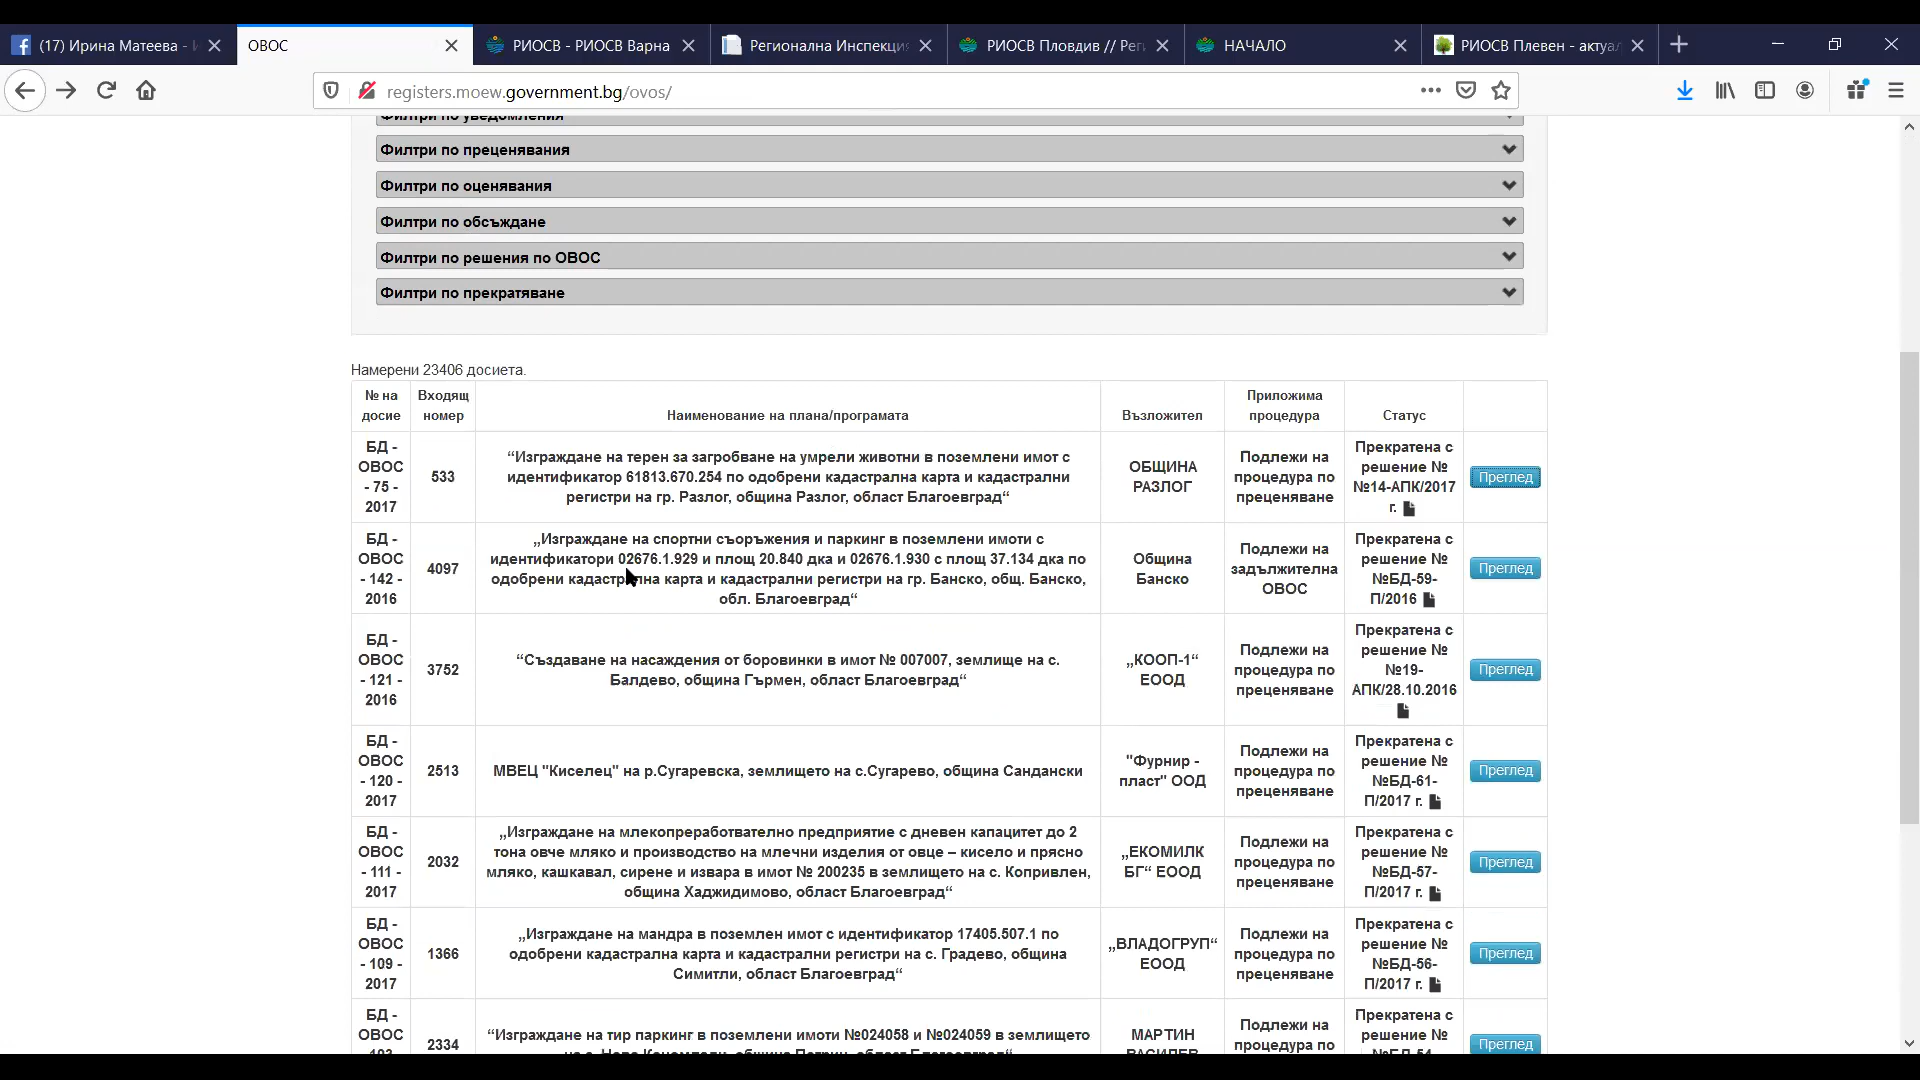 (17) Ирина Матеева -
ОВОС
РИОСВ - РИОСВ Варна
Регионална Инспекция
РИОСВ Пловдив // Рег
НАЧАЛО
РИОСВ Плевен - актуал
registers.moew.government.bg/ovos/
Филтри по уведомления
Филтри по преценявания
Филтри по оценявания
Филтри по обсъждане
Филтри по решения по ОВОС
Филтри по прекратяване
Намерени 23406 досиета.
№ на
досие
Входящ
номер
Наименование на плана/програмата
Възложител
Приложима
процедура
Статус
БД -
ОВОС
- 75 -
2017
533
“Изграждане на терен за загробване на умрели животни в поземлени имот с
идентификатор 61813.670.254 по одобрени кадастрална карта и кадастрални
регистри на гр. Разлог, община Разлог, област Благоевград“
ОБЩИНА
РАЗЛОГ
Подлежи на
процедура по
преценяване
Прекратена с
решение №
№14-АПК/2017
г.
Преглед
БД -
ОВОС
- 142 -
2016
4097
„Изграждане на спортни съоръжения и паркинг в поземлени имоти с
идентификатори 02676.1.929 и площ 20.840 дка и 02676.1.930 с площ 37.134 дка по
одобрени кадастрална карта и кадастрални регистри на гр. Банско, общ. Банско,
обл. Благоевград“
Община
Банско
Подлежи на
задължителна
ОВОС
Прекратена с
решение №
№БД-59-
П/2016
Преглед
БД -
ОВОС
- 121 -
2016
3752
“Създаване на насаждения от боровинки в имот № 007007, землище на с.
Балдево, община Гърмен, област Благоевград“
„КООП-1“
ЕООД
Подлежи на
процедура по
преценяване
Прекратена с
решение №
№19-
АПК/28.10.2016
Преглед
БД -
ОВОС
- 120 -
2017
2513
МВЕЦ "Киселец" на р.Сугаревска, землището на с.Сугарево, община Сандански
"Фурнир -
пласт" ООД
Подлежи на
процедура по
преценяване
Прекратена с
решение №
№БД-61-
П/2017 г.
Преглед
БД -
ОВОС
- 111 -
2017
2032
„Изграждане на млекопреработвателно предприятие с дневен капацитет до 2
тона овче мляко и производство на млечни изделия от овце – кисело и прясно
мляко, кашкавал, сирене и извара в имот № 200235 в землището на с. Копривлен,
община Хаджидимово, област Благоевград“
„ЕКОМИЛК
БГ“ ЕООД
Подлежи на
процедура по
преценяване
Прекратена с
решение №
№БД-57-
П/2017 г.
Преглед
БД -
ОВОС
- 109 -
2017
1366
„Изграждане на мандра в поземлен имот с идентификатор 17405.507.1 по
одобрени кадастрална карта и кадастрални регистри на с. Градево, община
Симитли, област Благоевград“
„ВЛАДОГРУП“
ЕООД
Подлежи на
процедура по
преценяване
Прекратена с
решение №
№БД-56-
П/2017 г.
Преглед
БД -
ОВОС
2334
“Изграждане на тир паркинг в поземлени имоти №024058 и №024059 в землището
МАРТИН
ВАСИЛЕВ
Подлежи на
процедура по
Прекратена с
решение №
№БД-54-
Преглед